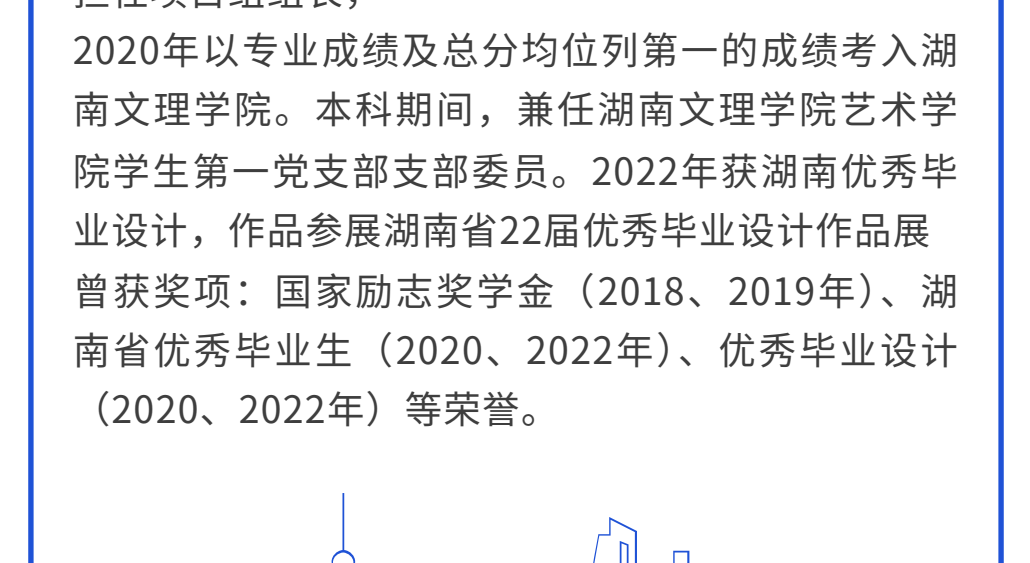 担任项目组组长，
2020年以专业成绩及总分均位列第一的成绩考入湖
南文理学院。本科期间，兼任湖南文理学院艺术学
院学生第一党支部支部委员。2022年获湖南优秀毕
业设计，作品参展湖南省22届优秀毕业设计作品展
曾获奖项：国家励志奖学金（2018、2019年）、湖
南省优秀毕业生（2020、2022年）、优秀毕业设计
（2020、2022年）等荣誉。